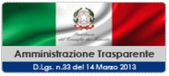 Amministrazione Trasparente
D.Lgs. n.33 del 14 Marzo 2013